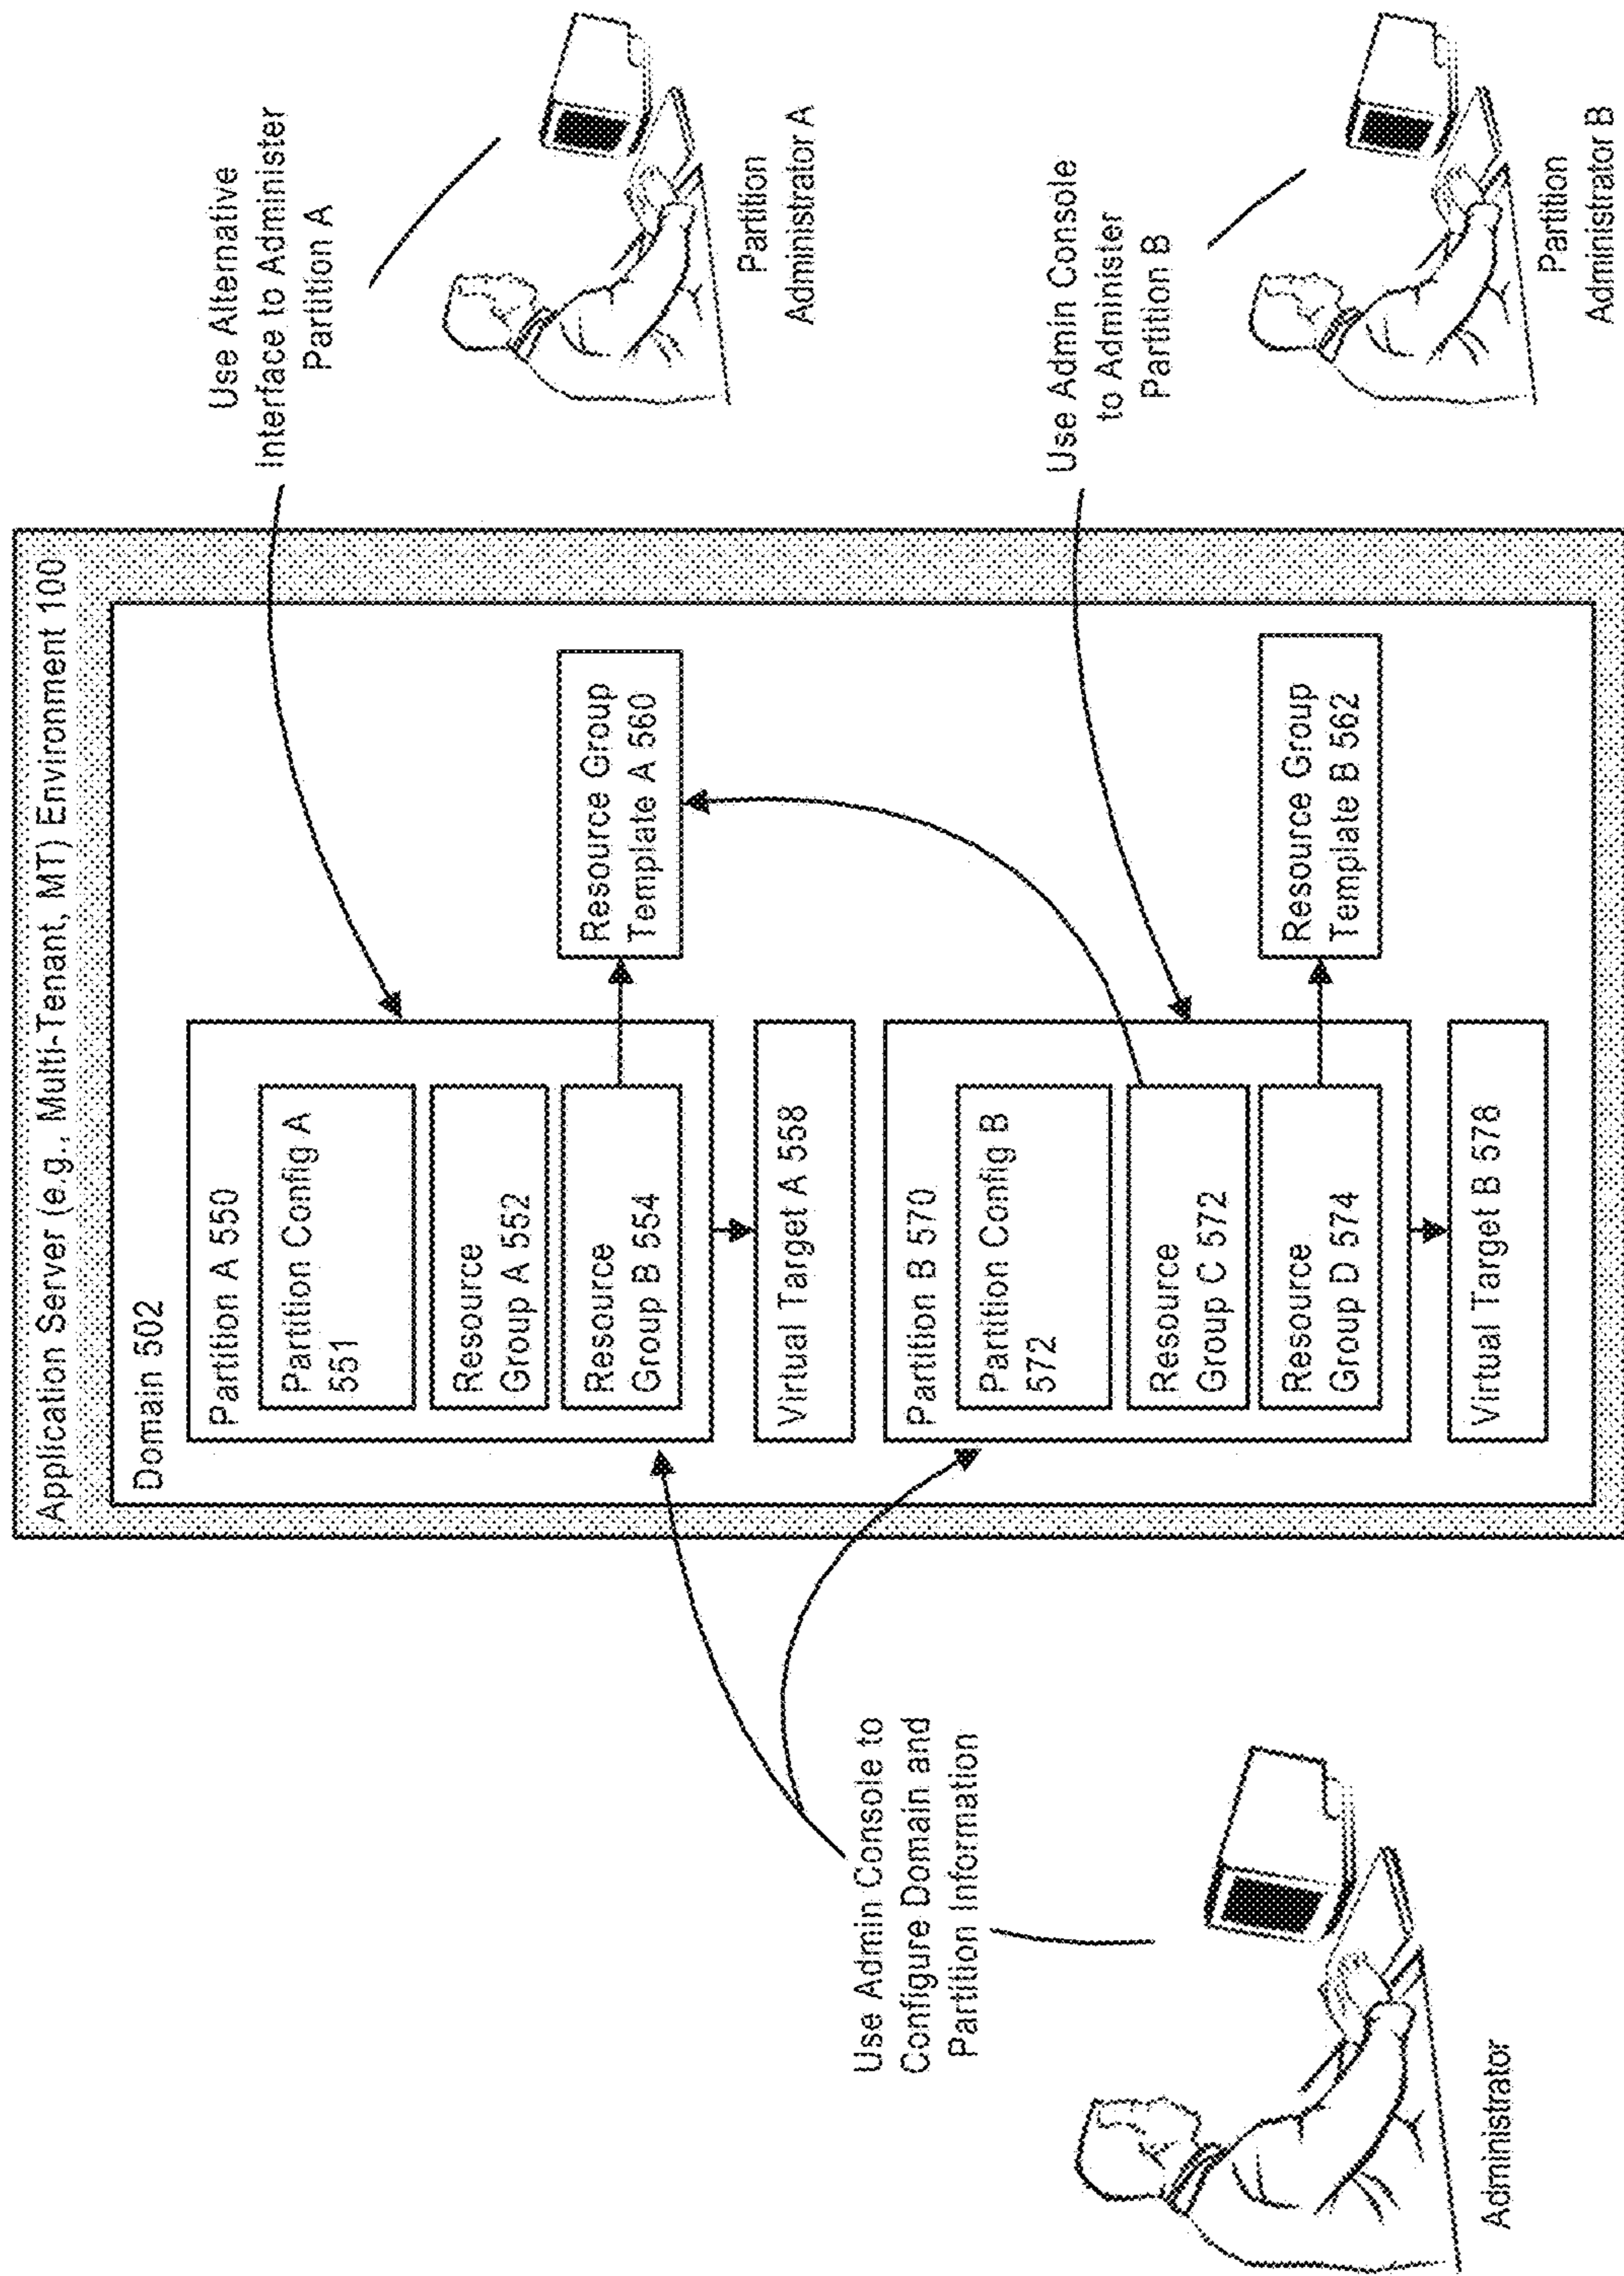 Application Server (e.g., Multi-Tenant, MT) Environment 100
Domain 502
Partition A 550
Partition Config A
551
Resource
Group A 552
Resource
Group B 554
Virtual Target A 558
Resource Group
Template A 560
Partition B 570
Partition Config B
572
Resource
Group C 572
Resource
Group D 574
Virtual Target B 578
Resource Group
Template B 562
Use Admin Console to
Configure Domain and
Partition Information
Administrator
Use Alternative
Interface to Administer
Partition A
Partition
Administrator A
Use Admin Console
to Administer
Partition B
Partition
Administrator B